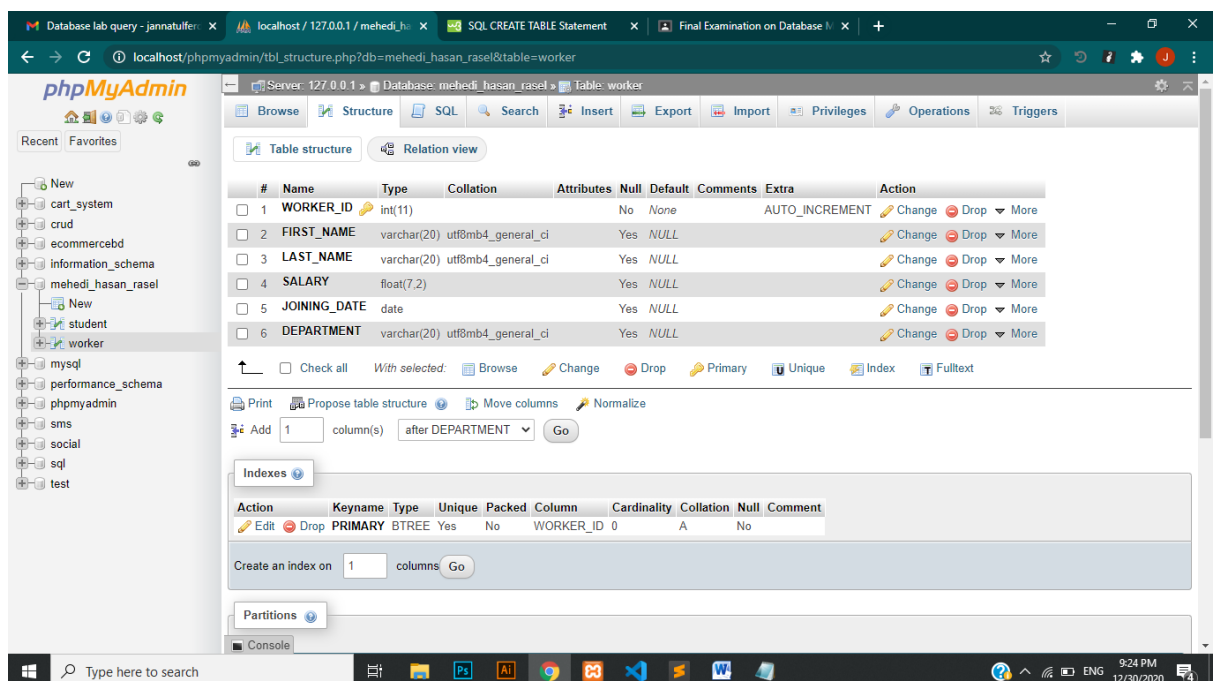 Database lab query - jannatulferd
localhost / 127.0.0.1 / mehedi_ha
SQL CREATE TABLE Statement
Final Examination on Database M
localhost/phpmyadmin/tbl_structure.php?db=mehedi_hasan_rasel&table=worker
J
phpMyAdmin
Recent Favorites
New
cart_system
crud
ecommercebd
information_schema
mehedi_hasan_rasel
New
student
worker
mysql
performance_schema
phpmyadmin
sms
social
sql
test
Server: 127.0.0.1 » Database: mehedi_hasan_rasel » Table: worker
Browse Structure SQL Search Insert Export Import Privileges Operations Triggers
Table structure Relation view
# Name Type Collation Attributes Null Default Comments Extra Action
1 WORKER_ID int(11) No None AUTO_INCREMENT Change Drop More
2 FIRST_NAME varchar(20) utf8mb4_general_ci Yes NULL Change Drop More
3 LAST_NAME varchar(20) utf8mb4_general_ci Yes NULL Change Drop More
4 SALARY float(7,2) Yes NULL Change Drop More
5 JOINING_DATE date Yes NULL Change Drop More
6 DEPARTMENT varchar(20) utf8mb4_general_ci Yes NULL Change Drop More
Check all With selected: Browse Change Drop Primary Unique Index Fulltext
Print Propose table structure Move columns Normalize
Add 1 column(s) after DEPARTMENT Go
Indexes
Action Keyname Type Unique Packed Column Cardinality Collation Null Comment
Edit Drop PRIMARY BTREE Yes No WORKER_ID 0 A No
Create an index on 1 columns Go
Partitions
Console
Type here to search
Ps
Ai
W
ENG
9:24 PM
12/30/2020
4